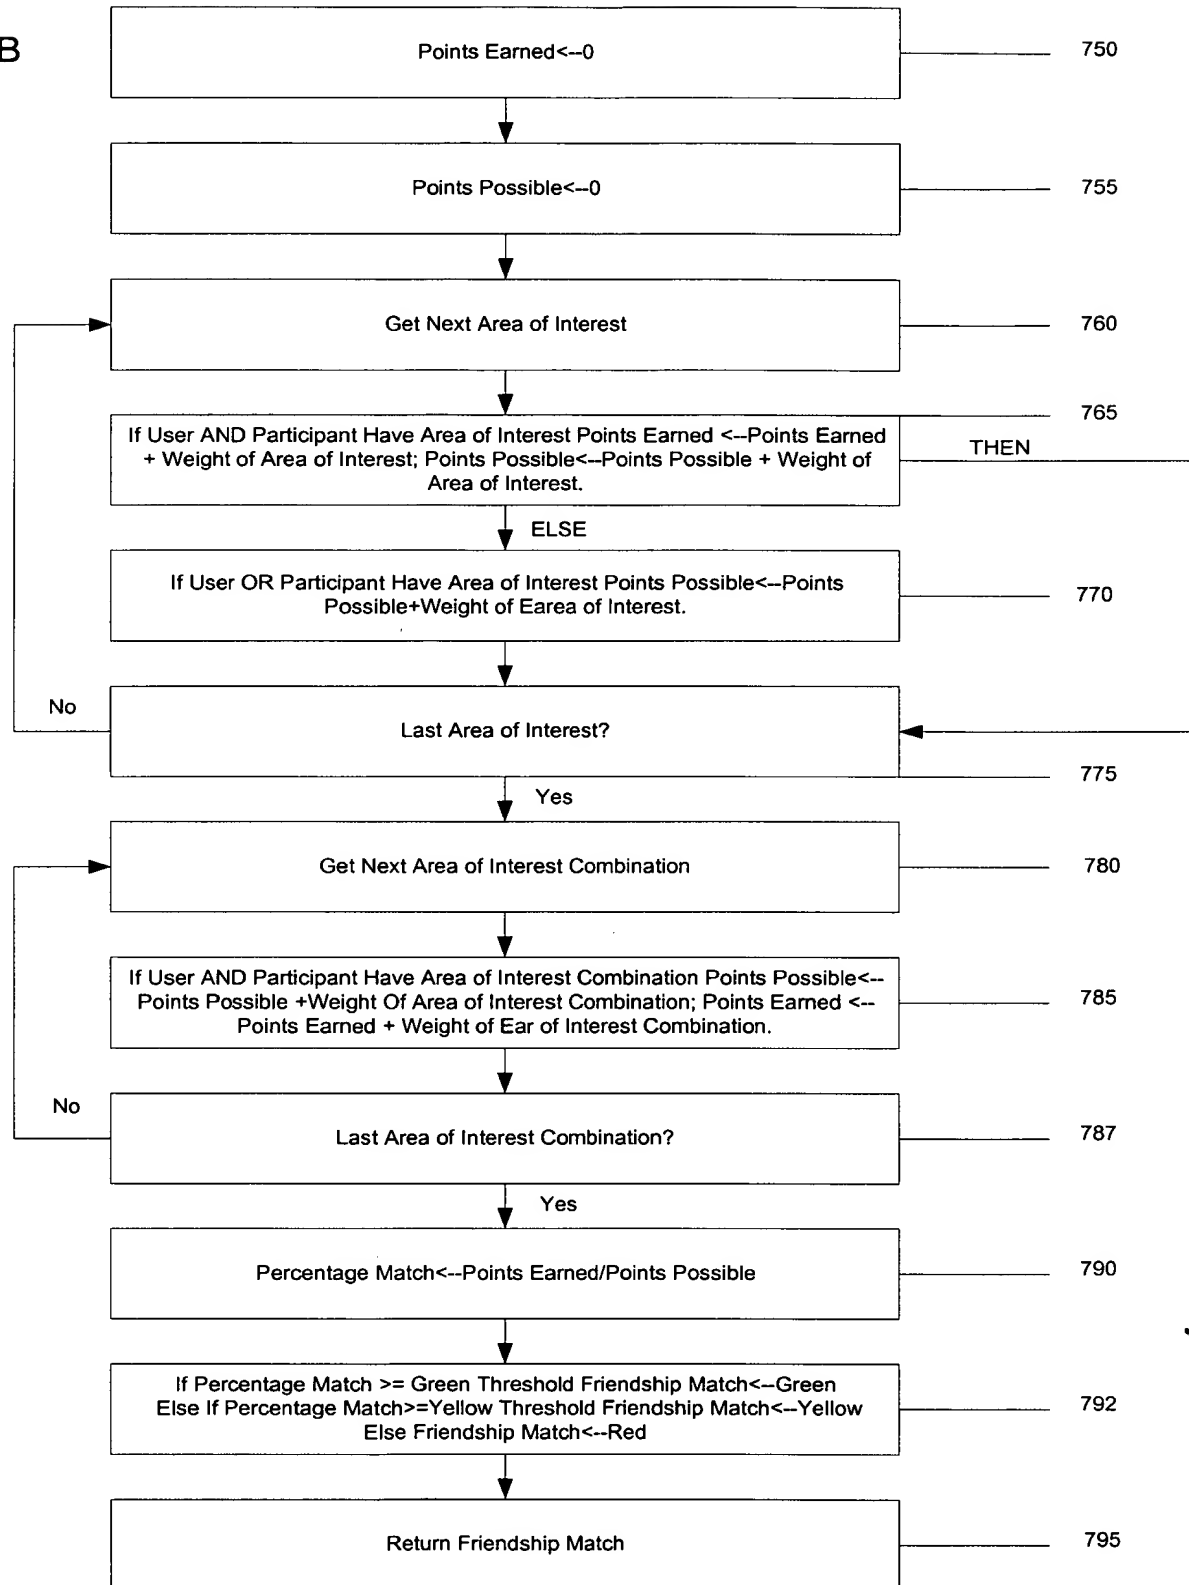 B
Points Earned<--0
750
Points Possible<--0
755
Get Next Area of Interest
760
765
If User AND Participant Have Area of Interest Points Earned <--Points Earned
+ Weight of Area of Interest; Points Possible<--Points Possible + Weight of
Area of Interest.
THEN
ELSE
If User OR Participant Have Area of Interest Points Possible<--Points
Possible+Weight of Earea of Interest.
770
No
Last Area of Interest?
775
Yes
Get Next Area of Interest Combination
780
If User AND Participant Have Area of Interest Combination Points Possible<--
Points Possible +Weight Of Area of Interest Combination; Points Earned <--
Points Earned + Weight of Ear of Interest Combination.
785
No
Last Area of Interest Combination?
787
Yes
Percentage Match<--Points Earned/Points Possible
790
If Percentage Match >= Green Threshold Friendship Match<--Green
Else If Percentage Match>=Yellow Threshold Friendship Match<--Yellow
Else Friendship Match<--Red
792
Return Friendship Match
795